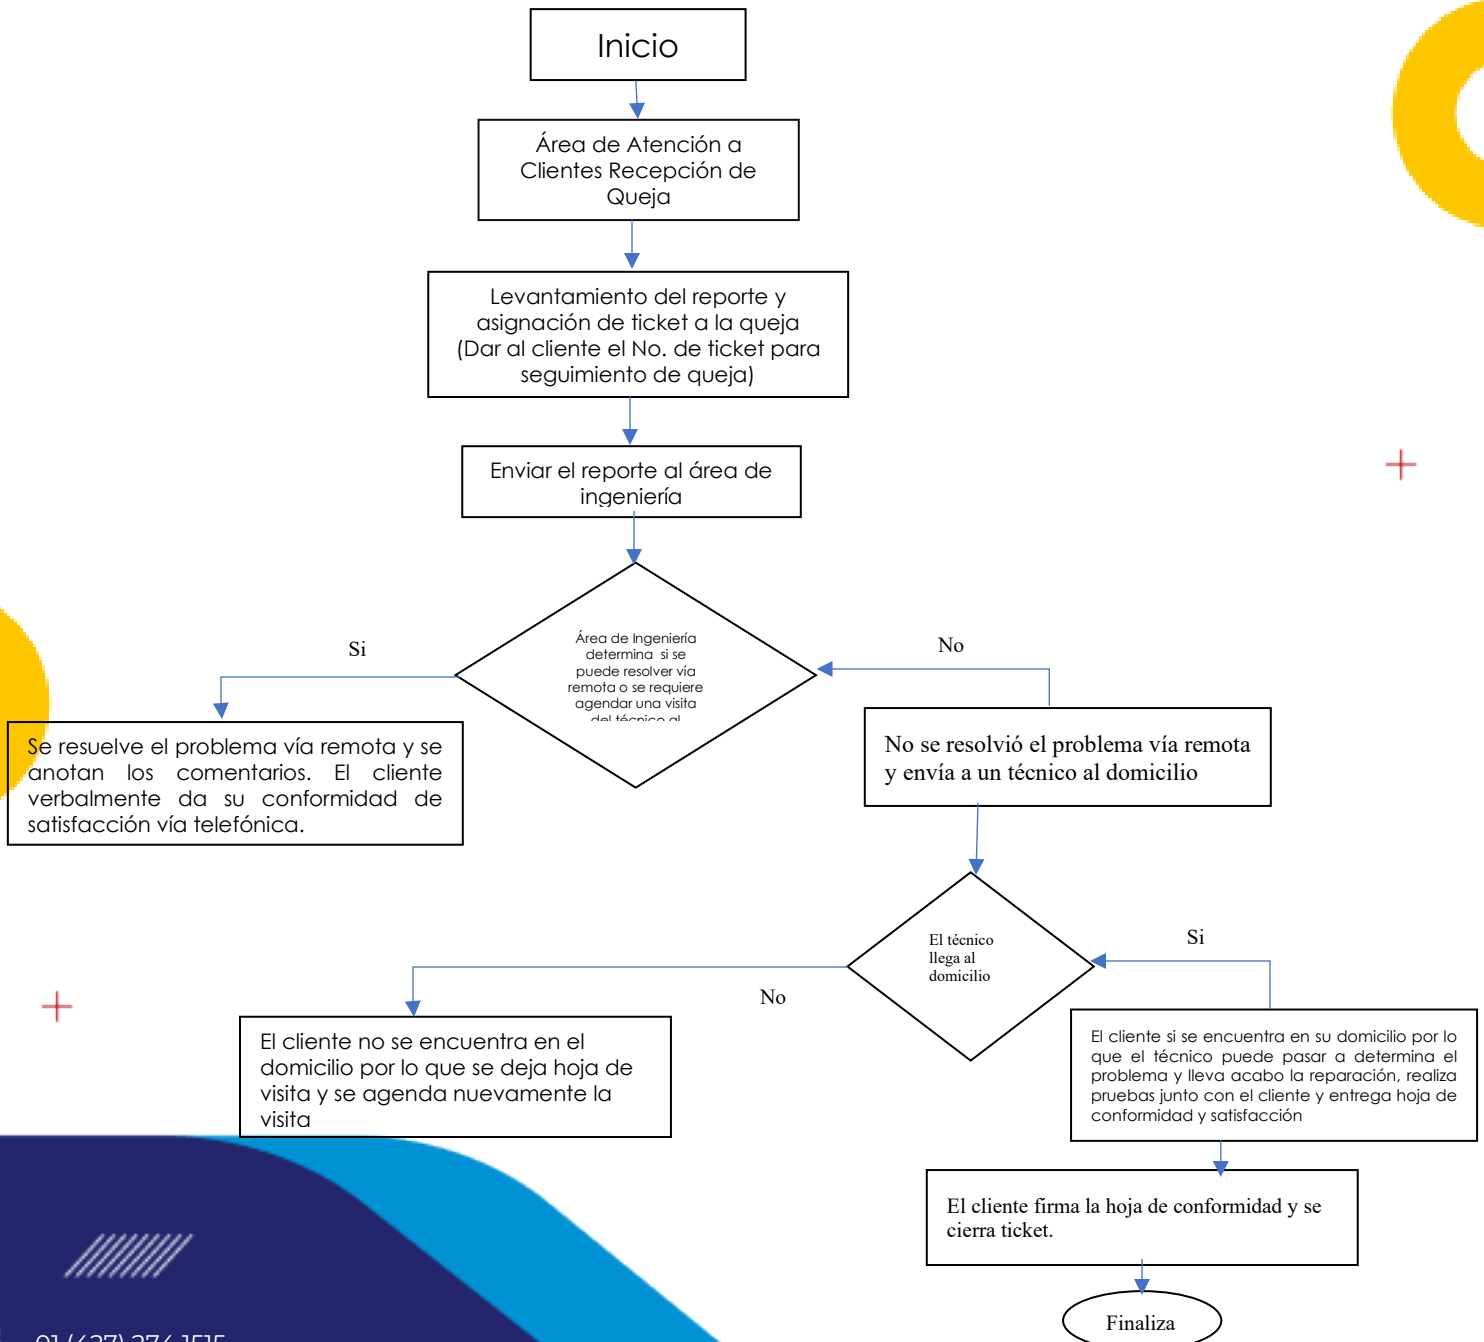 Inicio
Área de Atención a
Clientes Recepción de
Queja
Levantamiento del reporte y
asignación de ticket a la queja
(Dar al cliente el No. de ticket para
seguimiento de queja)
Enviar el reporte al área de
ingeniería
Área de Ingeniería
determina si se
puede resolver vía
remota o se requiere
agendar una visita
del técnico al
Si
No
Se resuelve el problema vía remota y se
anotan los comentarios. El cliente
verbalmente da su conformidad de
satisfacción vía telefónica.
No se resolvió el problema vía remota
y envía a un técnico al domicilio
El técnico
llega al
domicilio
Si
No
El cliente no se encuentra en el
domicilio por lo que se deja hoja de
visita y se agenda nuevamente la
visita
El cliente si se encuentra en su domicilio por lo
que el técnico puede pasar a determina el
problema y lleva acabo la reparación, realiza
pruebas junto con el cliente y entrega hoja de
conformidad y satisfacción
El cliente firma la hoja de conformidad y se
cierra ticket.
Finaliza
01 (427) 274 1515